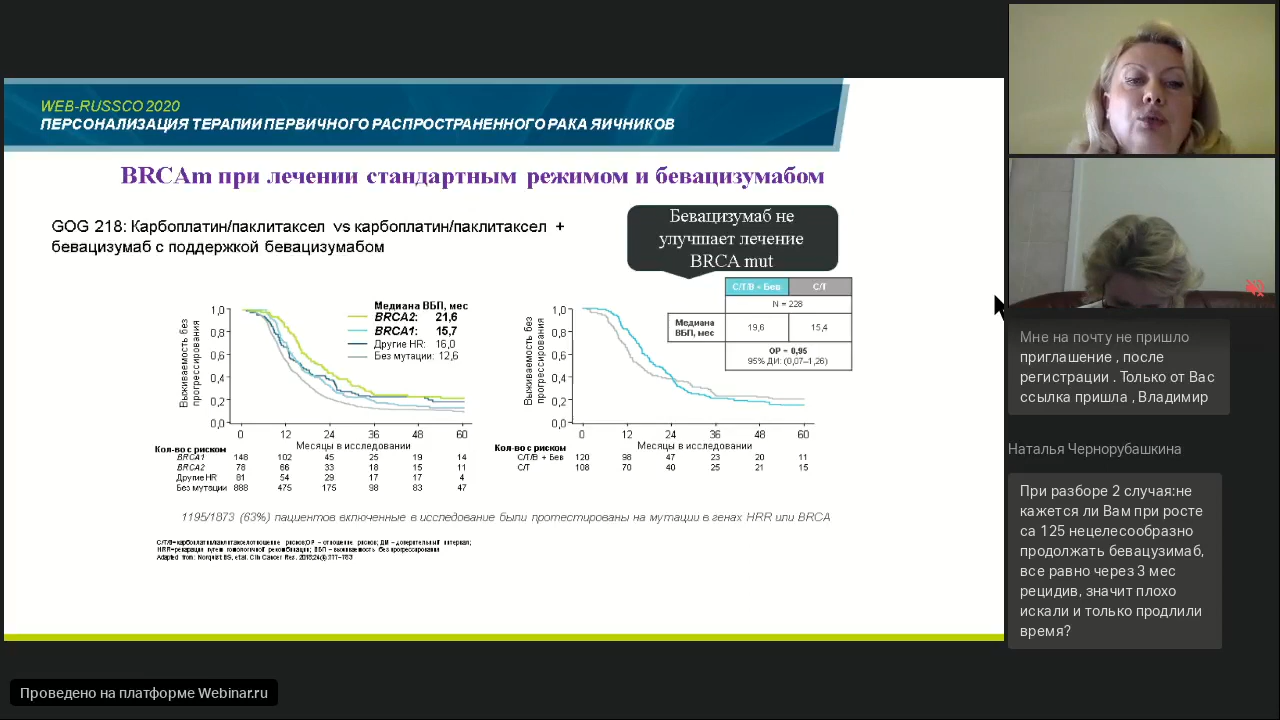 WEB-RUSSCO 2020
ПЕРСОНАЛИЗАЦИЯ ТЕРАПИИ ПЕРВИЧНОГО РАСПРОСТРАНЕННОГО РАКА ЯИЧНИКОВ
BRCAm при лечении стандартным режимом и бевацизумабом
GOG 218: Карбоплатин/паклитаксел vs карбоплатин/паклитаксел +
бевацизумаб с поддержкой бевацизумабом
Бевацизумаб не
улучшает лечение
BRCA mut
Выживаемость без
прогрессирования
1,0
0,8
0,6
0,4
0,2
0,0
Медиана ВБП, мес
BRCA2: 21,6
BRCA1: 15,7
Другие HR: 16,0
Без мутации: 12,6
0 12 24 36 48 60
Месяцы в исследовании
Кол-во с риском
BRCA1 148 102 45 25 19 14
BRCA2 78 66 33 18 15 11
Другие HR 81 54 29 17 17 4
Без мутации 888 475 175 98 83 47
Выживаемость без
прогрессирования
1,0
0,8
0,6
0,4
0,2
0,0
С/Т/В + Бев С/Т
N = 228
Медиана
ВБП, мес
19,6 15,4
ОР = 0,95
95% ДИ: (0,07–1,26)
0 12 24 36 48 60
Месяцы в исследовании
Кол-во с риском
С/Т/В + Бев 120 98 47 23 20 11
С/Т 108 70 40 25 21 15
1195/1873 (63%) пациентов включенные в исследование были протестированы на мутации в генах HRR или BRCA
Adapted from: Norquist BS, et al. Clin Cancer Res.
Мне на почту не пришло
приглашение , после
регистрации . Только от Вас
ссылка пришла , Владимир
Наталья Чернорубашкина
При разборе 2 случая:не
кажется ли Вам при росте
са 125 нецелесообразно
продолжать бевацузимаб,
все равно через 3 мес
рецидив, значит плохо
искали и только продлили
время?
Проведено на платформе Webinar.ru